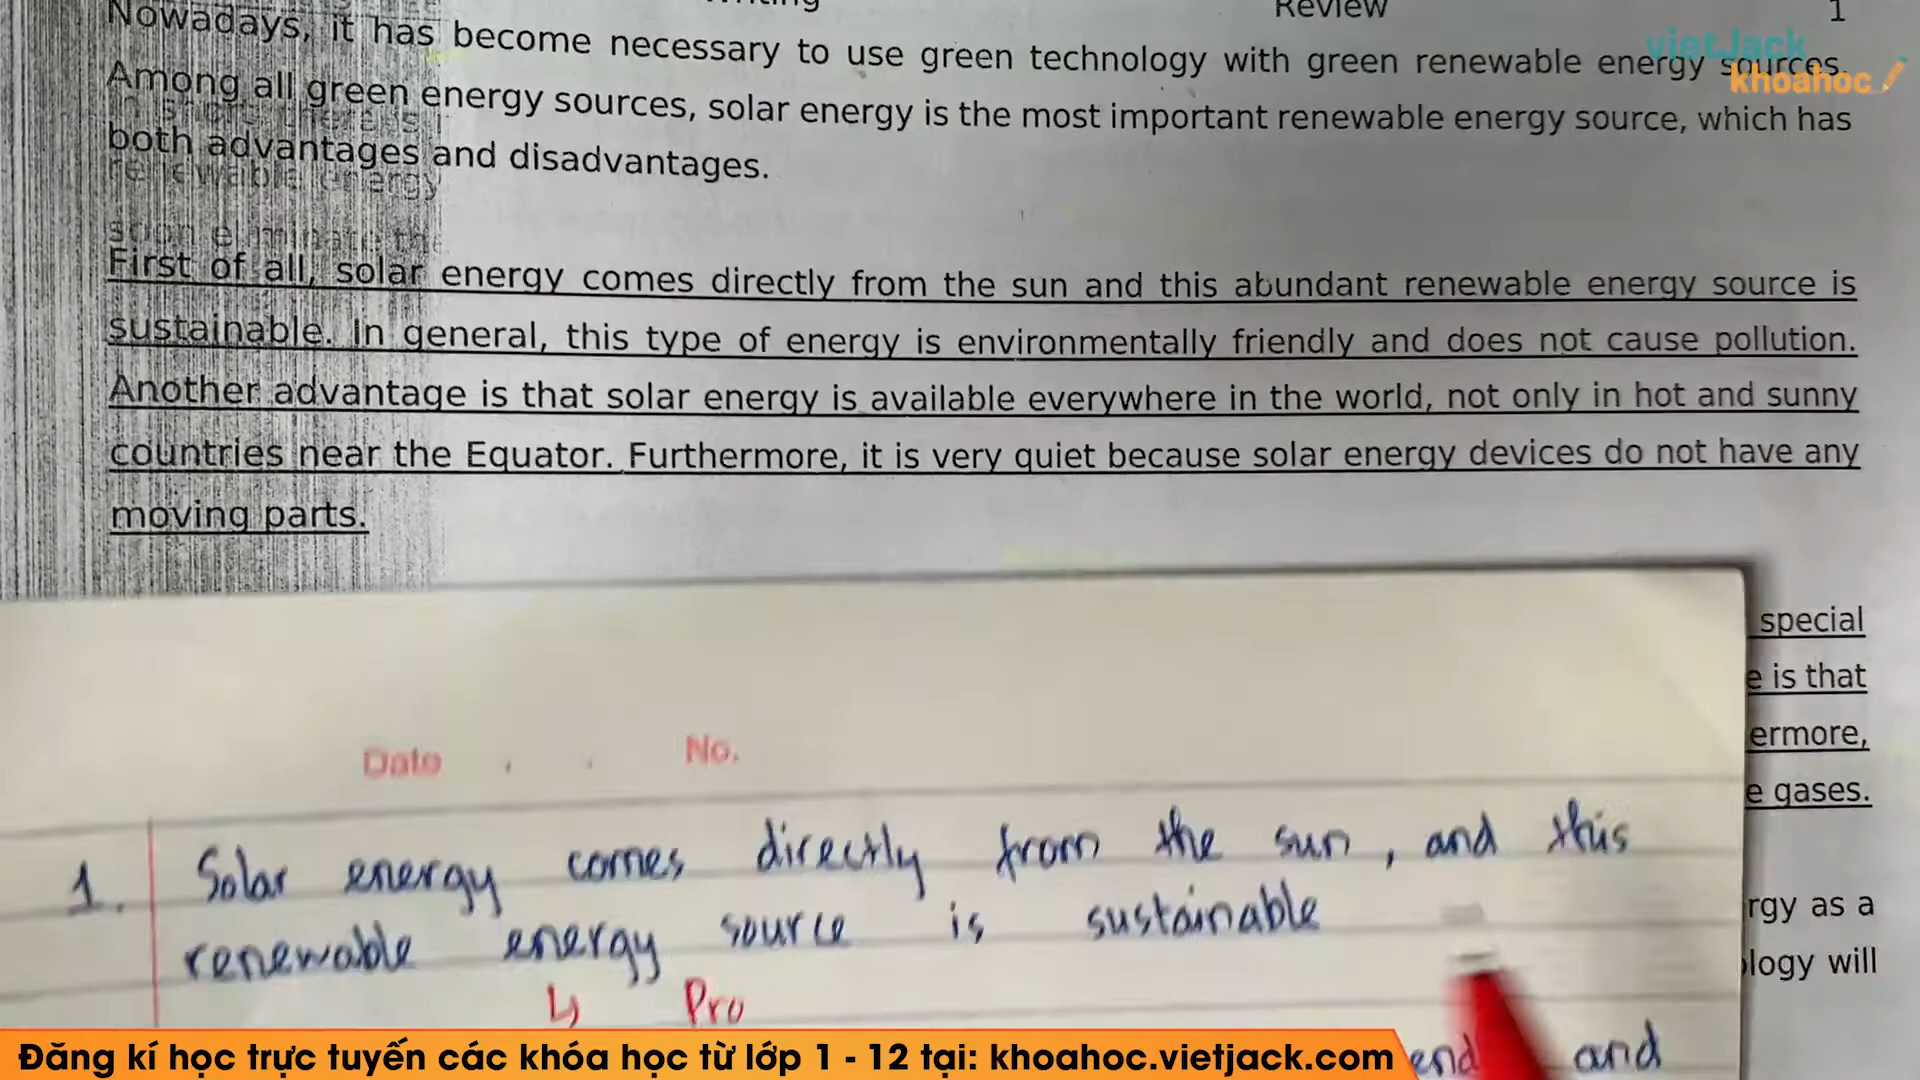 Writing Review 1
Nowadays, it has become necessary to use green technology with green renewable energy sources.
vietJack
khoahoc
Among all green energy sources, solar energy is the most important renewable energy source, which has
both advantages and disadvantages.
renewable energy
soon eliminate the
First of all, solar energy comes directly from the sun and this abundant renewable energy source is
sustainable. In general, this type of energy is environmentally friendly and does not cause pollution.
Another advantage is that solar energy is available everywhere in the world, not only in hot and sunny
countries near the Equator. Furthermore, it is very quiet because solar energy devices do not have any
moving parts.
special
e is that
ermore,
e gases.
rgy as a
logy will
Date . . No.
1. Solar energy comes directly from the sun, and this
renewable energy source is sustainable
↳ Pro
end and
Đăng kí học trực tuyến các khóa học từ lớp 1 - 12 tại: khoahoc.vietjack.com